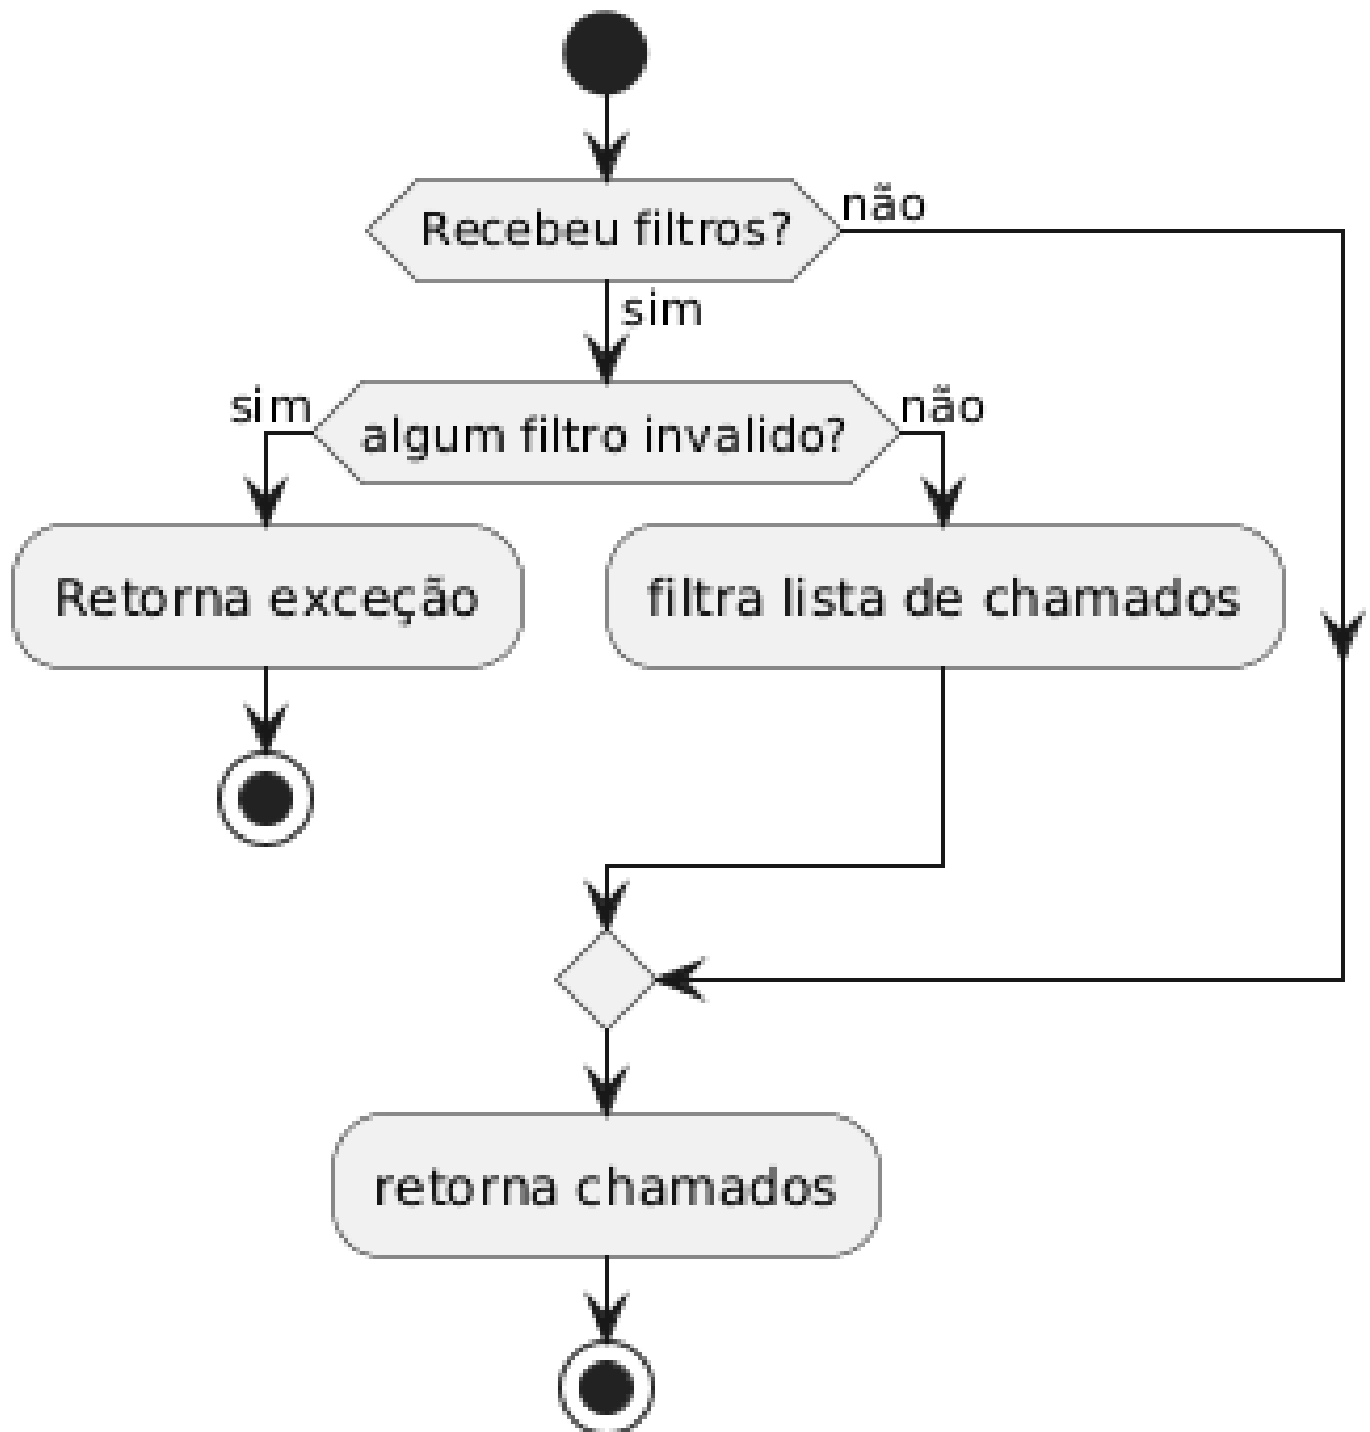 Recebeu filtros?
não
sim
sim
algum filtro invalido?
não
Retorna exceção
filtra lista de chamados
retorna chamados